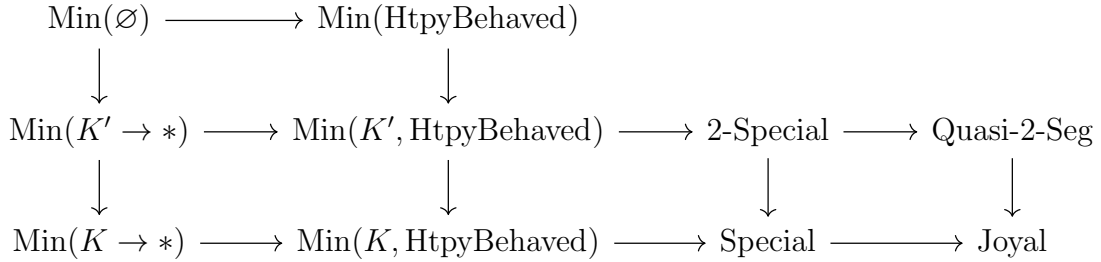 Min(∅) Min(HtpyBehaved)
Min(K′ → ∗) Min(K′, HtpyBehaved) 2-Special Quasi-2-Seg
Min(K → ∗) Min(K, HtpyBehaved) Special Joyal